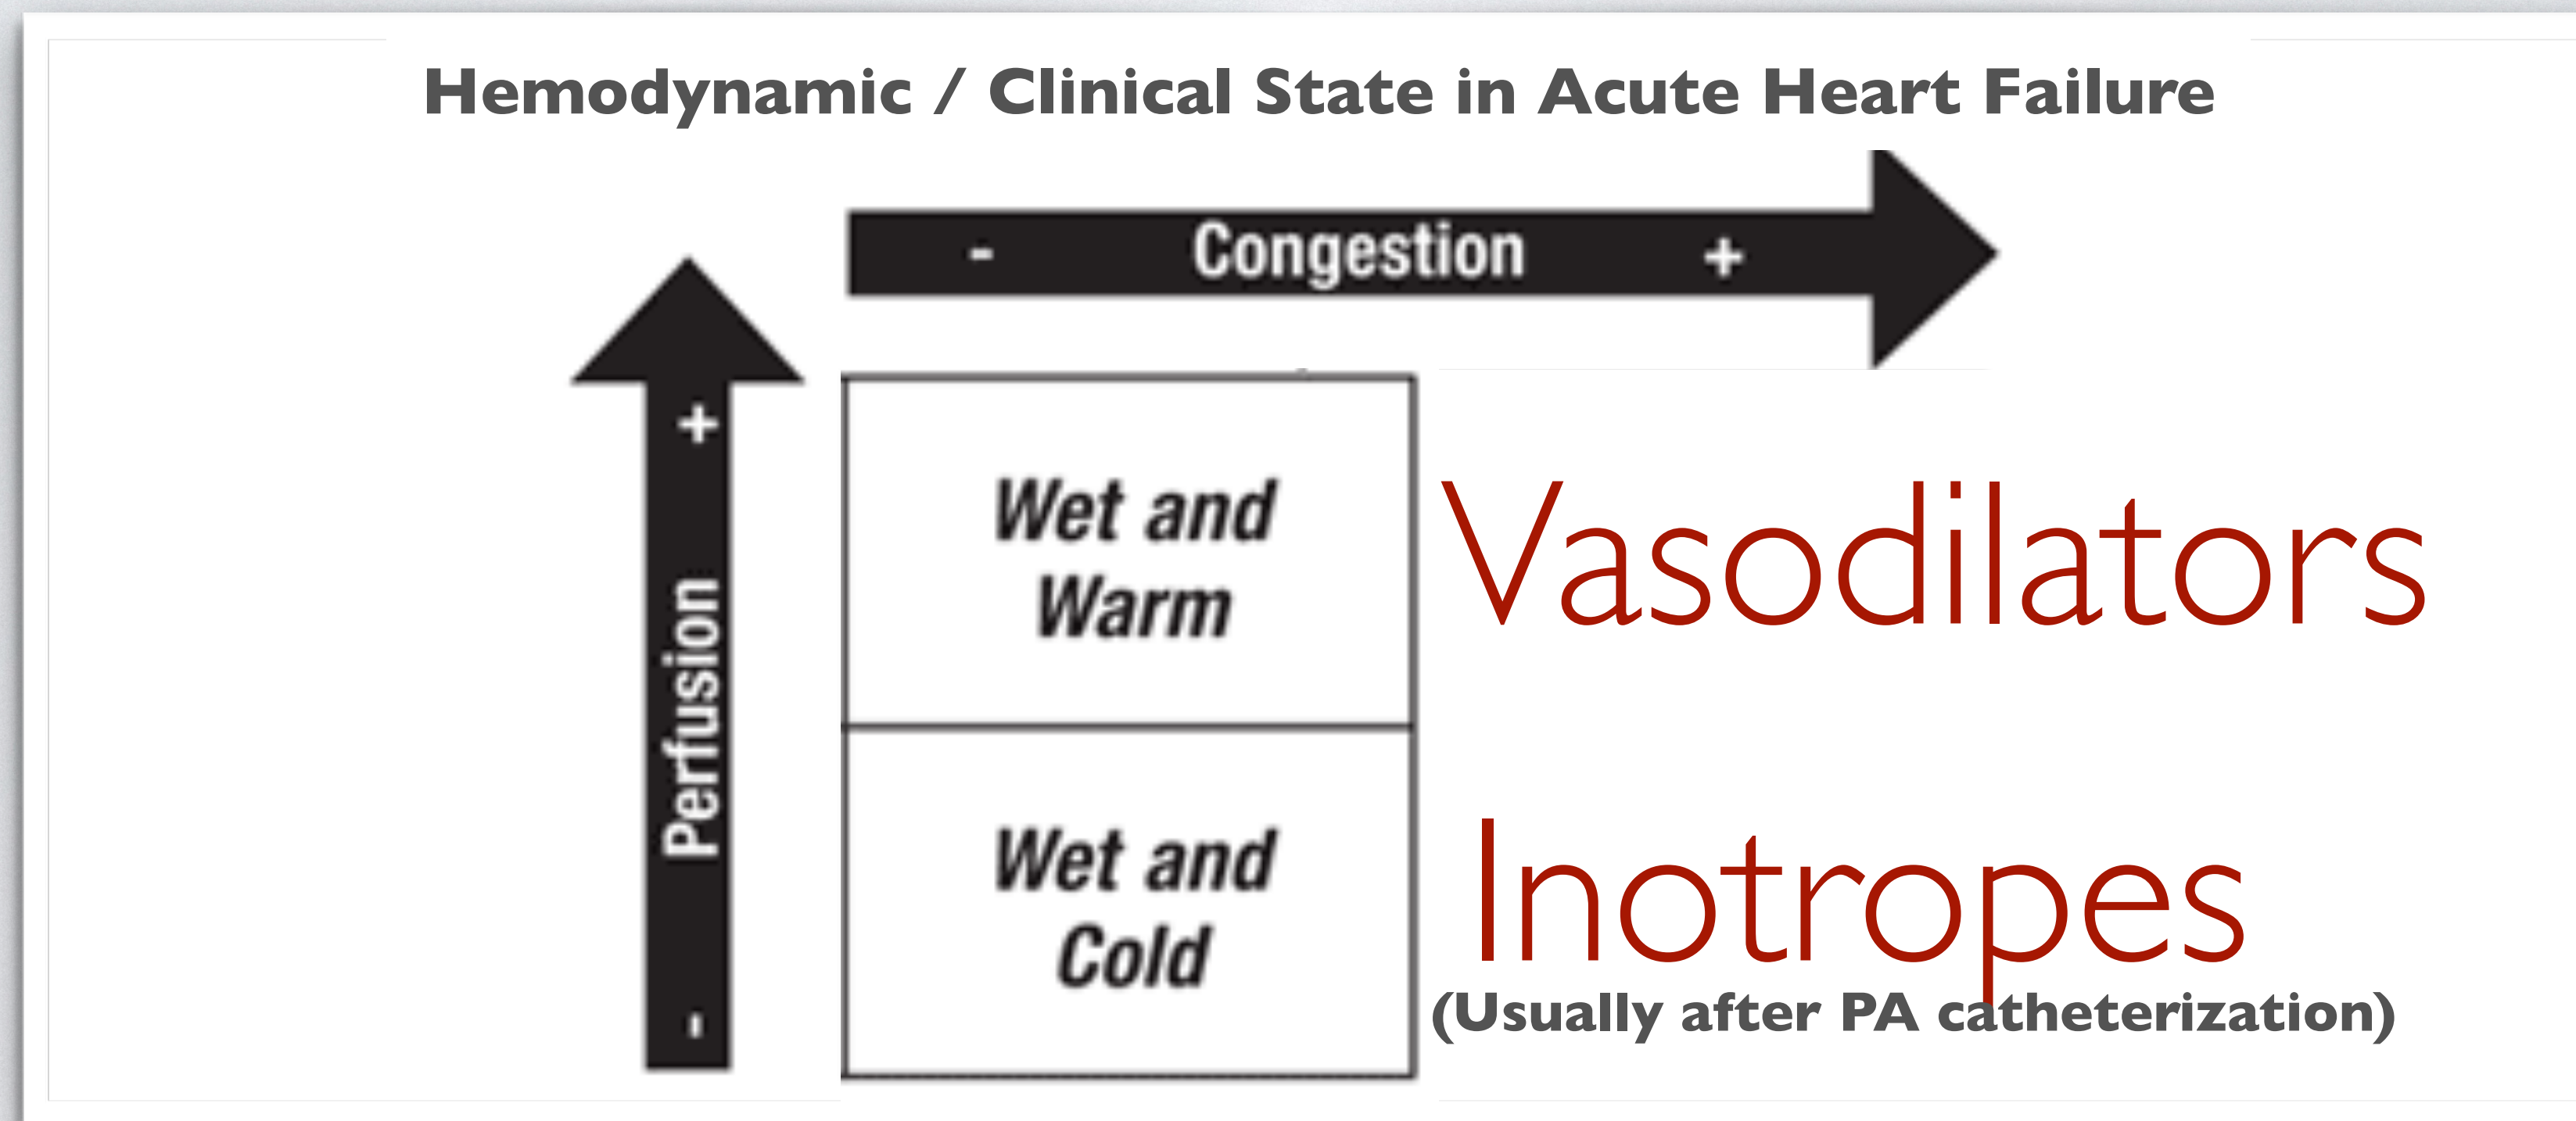 Hemodynamic / Clinical State in Acute Heart Failure
- Congestion +
+
Perfusion
-
Wet and
Warm
Vasodilators
Wet and
Cold
Inotropes
(Usually after PA catheterization)